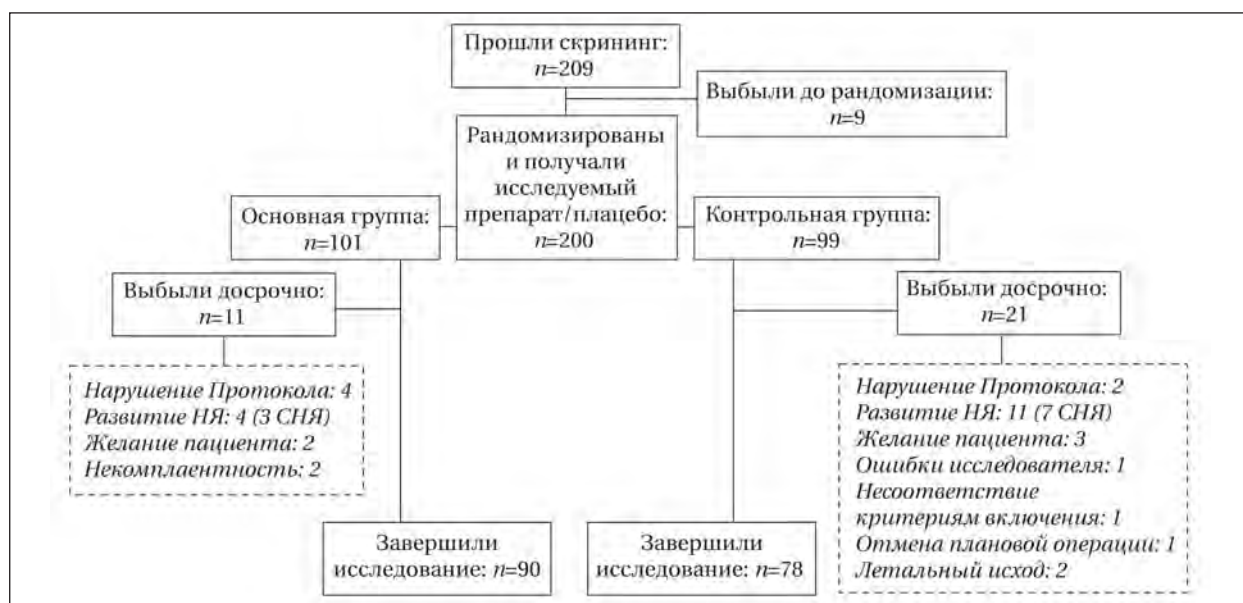 Прошли скрининг:
n=209
Выбыли до рандомизации:
n=9
Рандомизированы
и получали
исследуемый
препарат/плацебо:
n=200
Основная группа:
n=101
Контрольная группа:
n=99
Выбыли досрочно:
n=11
Выбыли досрочно:
n=21
Нарушение Протокола: 4
Развитие НЯ: 4 (3 СНЯ)
Желание пациента: 2
Некомплаентность: 2
Нарушение Протокола: 2
Развитие НЯ: 11 (7 СНЯ)
Желание пациента: 3
Ошибки исследователя: 1
Несоответствие
критериям включения: 1
Отмена плановой операции: 1
Летальный исход: 2
Завершили
исследование: n=90
Завершили
исследование: n=78